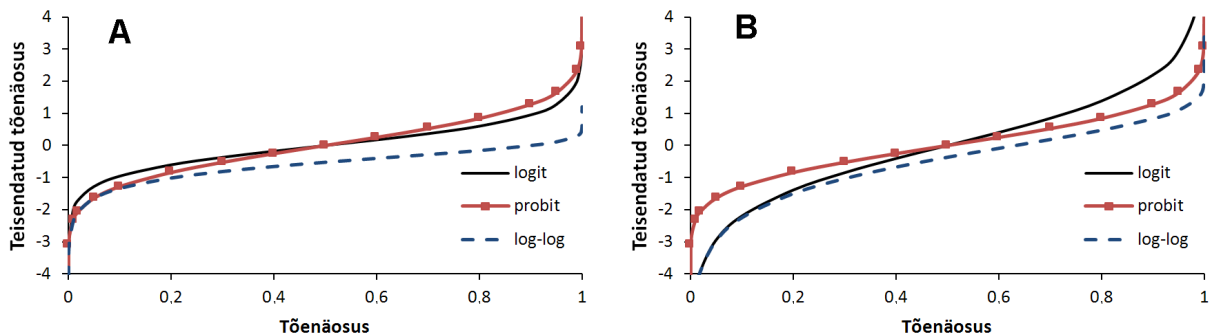 A
Teisendatud tõenäosus
4
3
2
1
0
-1
-2
-3
-4
0
0,2
0,4
0,6
0,8
1
Tõenäosus
logit
probit
log-log
B
Teisendatud tõenäosus
4
3
2
1
0
-1
-2
-3
-4
0
0,2
0,4
0,6
0,8
1
Tõenäosus
logit
probit
log-log